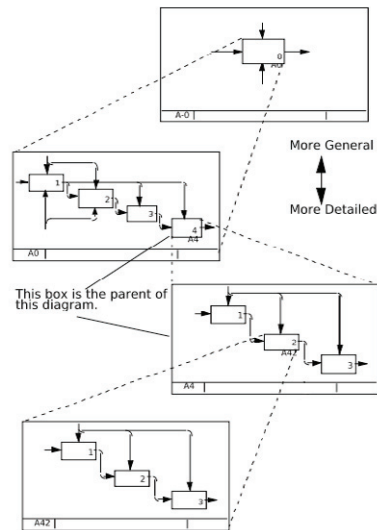 0
A0
A-0
More General
More Detailed
1
2
3
4
A4
A0
This box is the parent of
this diagram.
1
2
A42
3
A4
1
2
3
A42